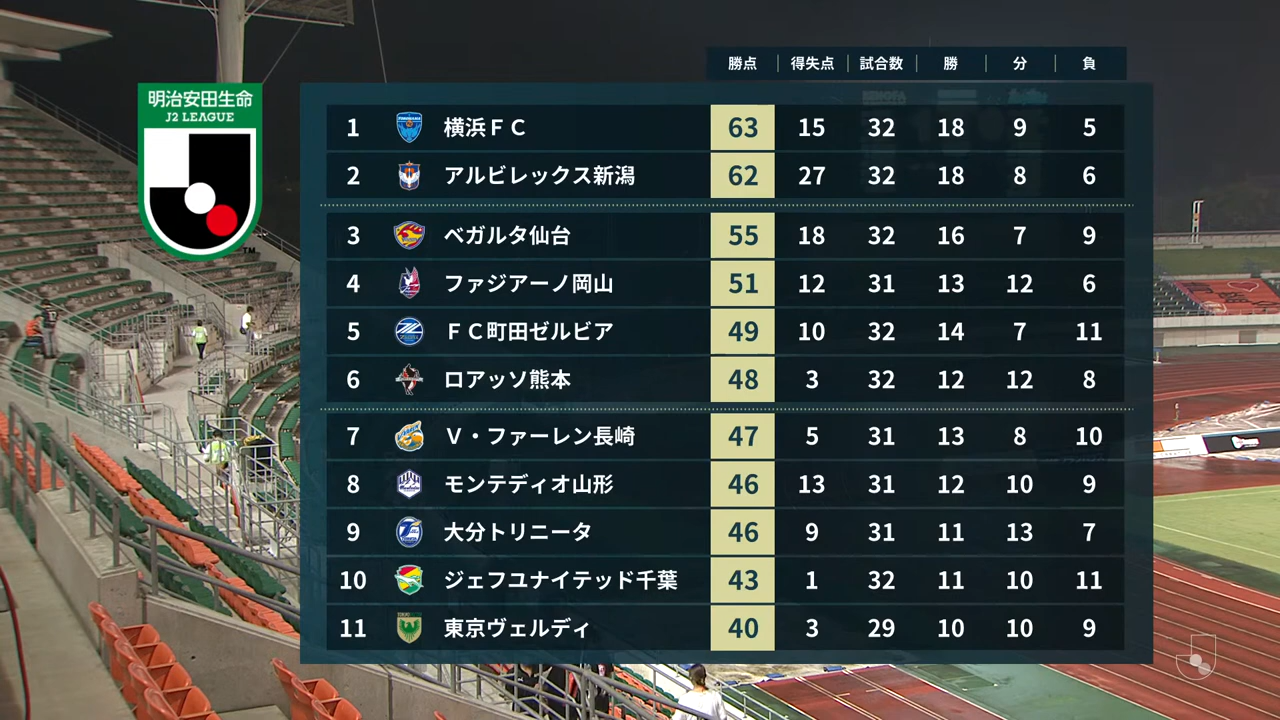 明治安田生命
J2 LEAGUE
TM
勝点 得失点 試合数 勝 分 負
1 横浜ＦＣ 63 15 32 18 9 5
2 アルビレックス新潟 62 27 32 18 8 6
3 ベガルタ仙台 55 18 32 16 7 9
4 ファジアーノ岡山 51 12 31 13 12 6
5 ＦＣ町田ゼルビア 49 10 32 14 7 11
6 ロアッソ熊本 48 3 32 12 12 8
7 Ｖ・ファーレン長崎 47 5 31 13 8 10
8 モンテディオ山形 46 13 31 12 10 9
9 大分トリニータ 46 9 31 11 13 7
10 ジェフユナイテッド千葉 43 1 32 11 10 11
11 東京ヴェルディ 40 3 29 10 10 9